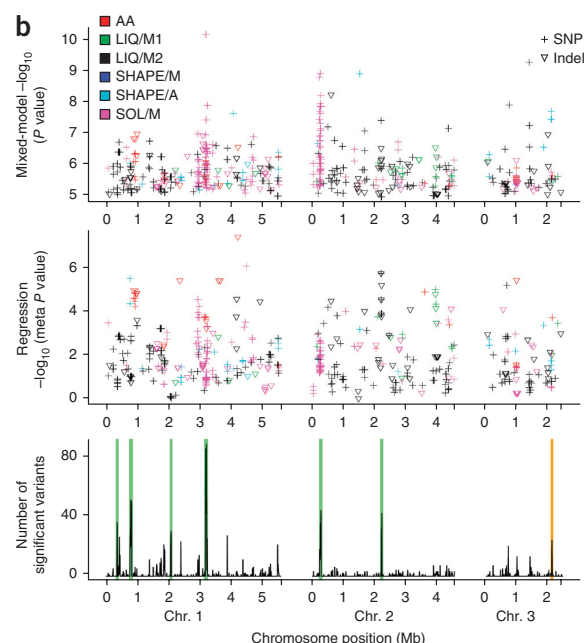 b
AA
LIQ/M1
LIQ/M2
SHAPE/M
SHAPE/A
SOL/M
+ SNP
▽ Indel
Mixed-model –log10
(P value)
10
9
8
7
6
5
0 1 2 3 4 5 0 1 2 3 4 0 1 2
Regression
–log10 (meta P value)
6
4
2
0
0 1 2 3 4 5 0 1 2 3 4 0 1 2
Number of
significant variants
80
40
0
0 1 2 3 4 5 0 1 2 3 4 0 1 2
Chr. 1 Chr. 2 Chr. 3
Chromosome position (Mb)